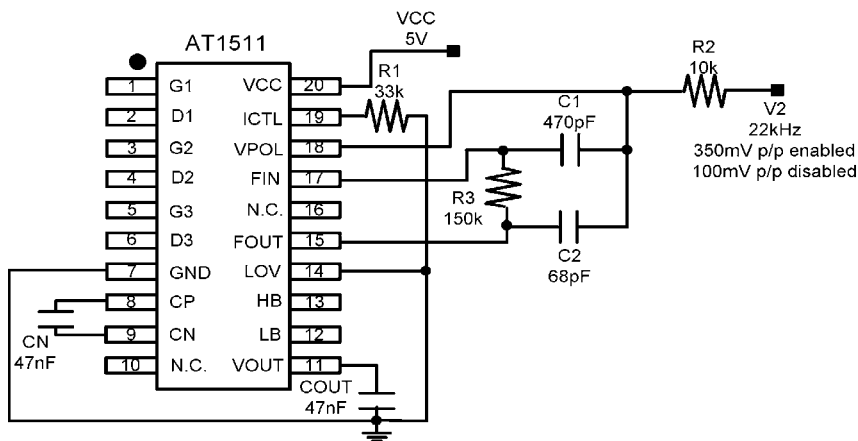 VCC
5V
AT1511
R2
10k
R1
33k
C1
470pF
V2
22kHz
350mV p/p enabled
100mV p/p disabled
1 G1 VCC 20
2 D1 ICTL 19
3 G2 VPOL 18
4 D2 FIN 17
5 G3 N.C. 16
6 D3 FOUT 15
7 GND LOV 14
8 CP HB 13
9 CN LB 12
10 N.C. VOUT 11
R3
150k
C2
68pF
CN
47nF
COUT
47nF